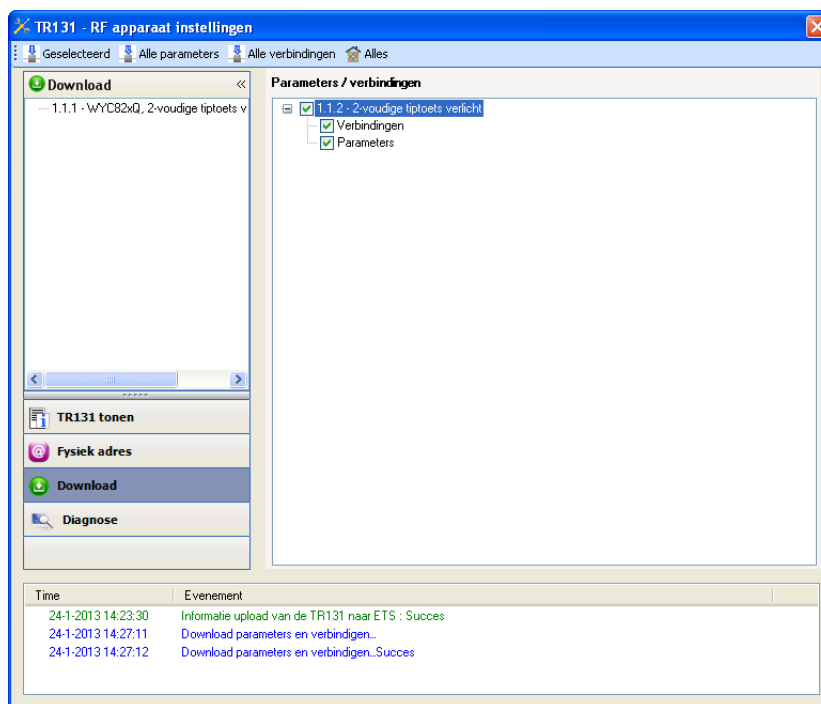 TR131 - RF apparaat instellingen
Geselecteerd Alle parameters Alle verbindingen Alles
Download
1.1.1 - WYC82xQ, 2-voudige tiptoets v
TR131 tonen
Fysiek adres
Download
Diagnose
Parameters / verbindingen
1.1.2 - 2-voudige tiptoets verlicht
Verbindingen
Parameters
Time Evenement
24-1-2013 14:23:30 Informatie upload van de TR131 naar ETS : Succes
24-1-2013 14:27:11 Download parameters en verbindigen...
24-1-2013 14:27:12 Download parameters en verbindigen...Succes